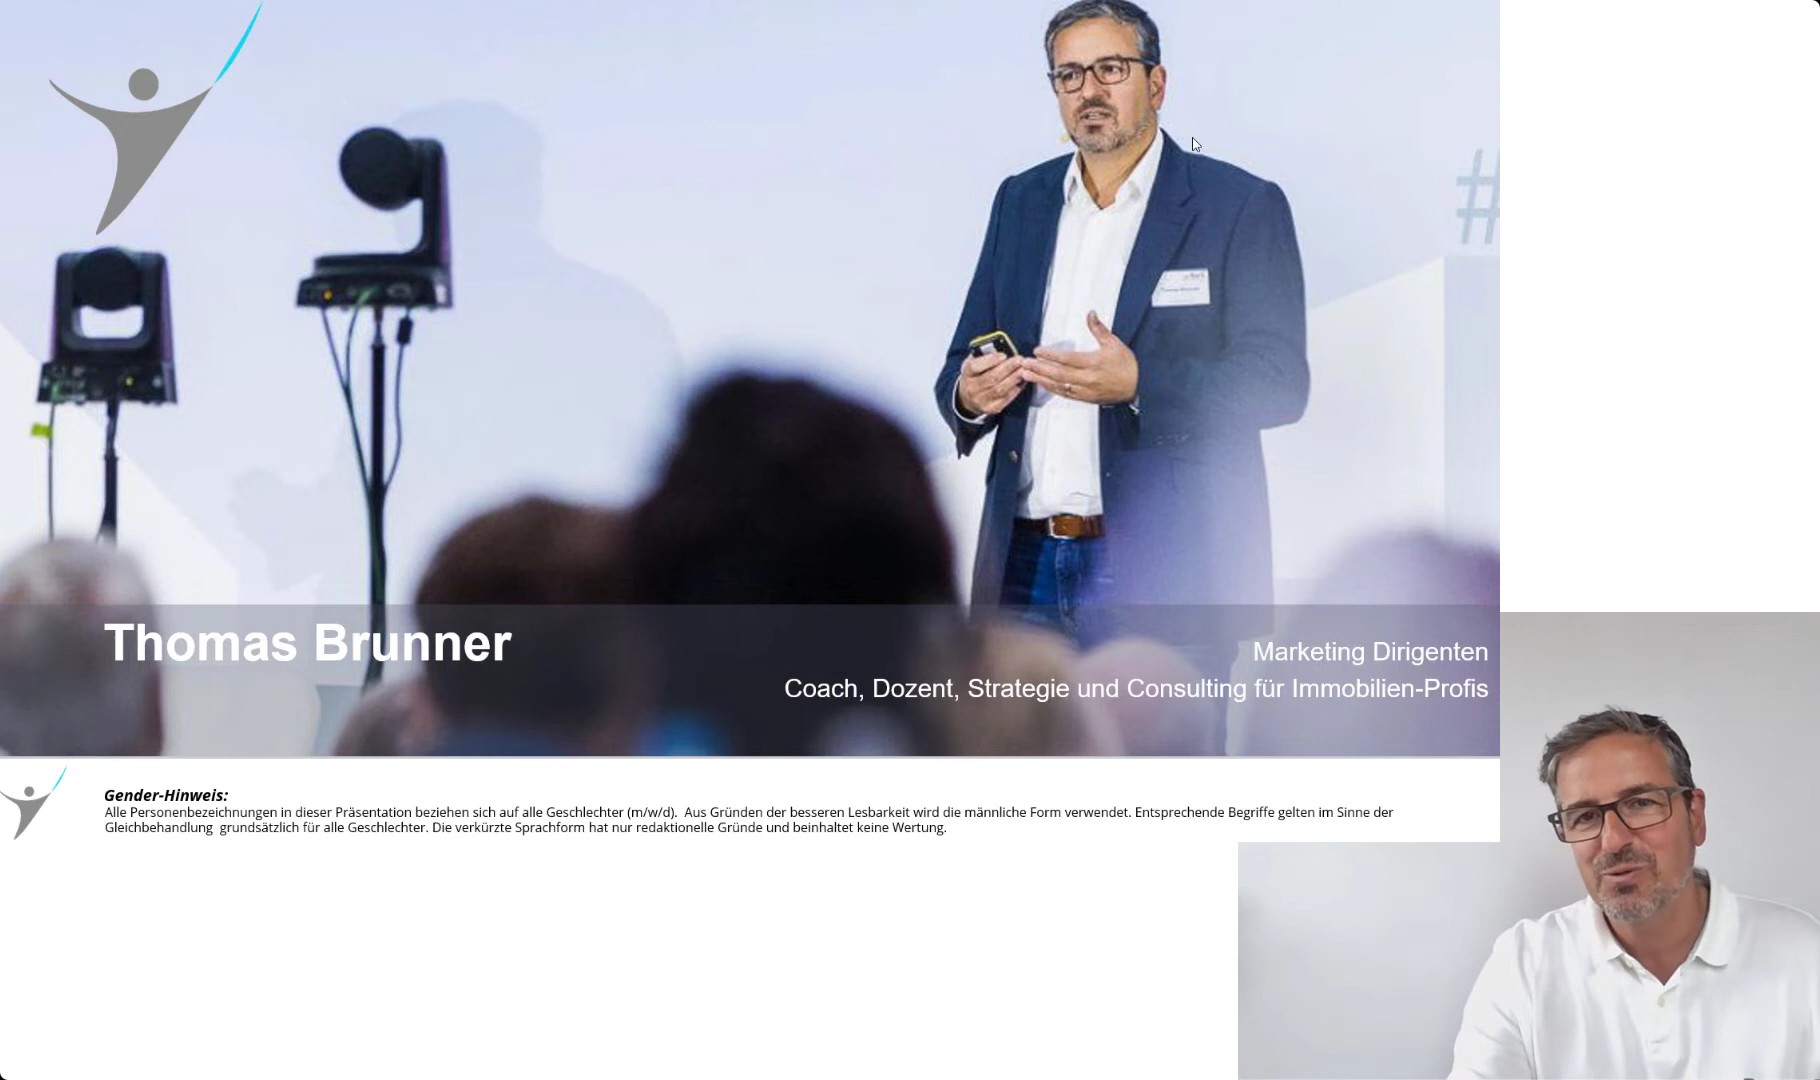 #
Thomas Brunner
Marketing Dirigenten
Coach, Dozent, Strategie und Consulting für Immobilien-Profis
Gender-Hinweis:
Alle Personenbezeichnungen in dieser Präsentation beziehen sich auf alle Geschlechter (m/w/d).  Aus Gründen der besseren Lesbarkeit wird die männliche Form verwendet. Entsprechende Begriffe gelten im Sinne der
Gleichbehandlung  grundsätzlich für alle Geschlechter. Die verkürzte Sprachform hat nur redaktionelle Gründe und beinhaltet keine Wertung.